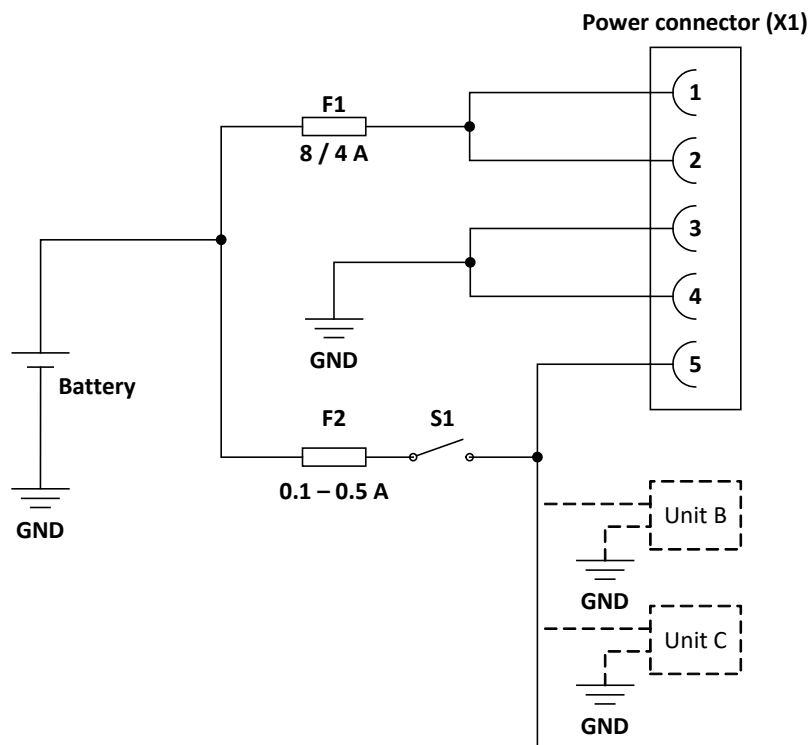 Power connector (X1)
F1
8 / 4 A
1
2
3
4
5
GND
Battery
GND
F2
S1
0.1 – 0.5 A
Unit B
GND
Unit C
GND